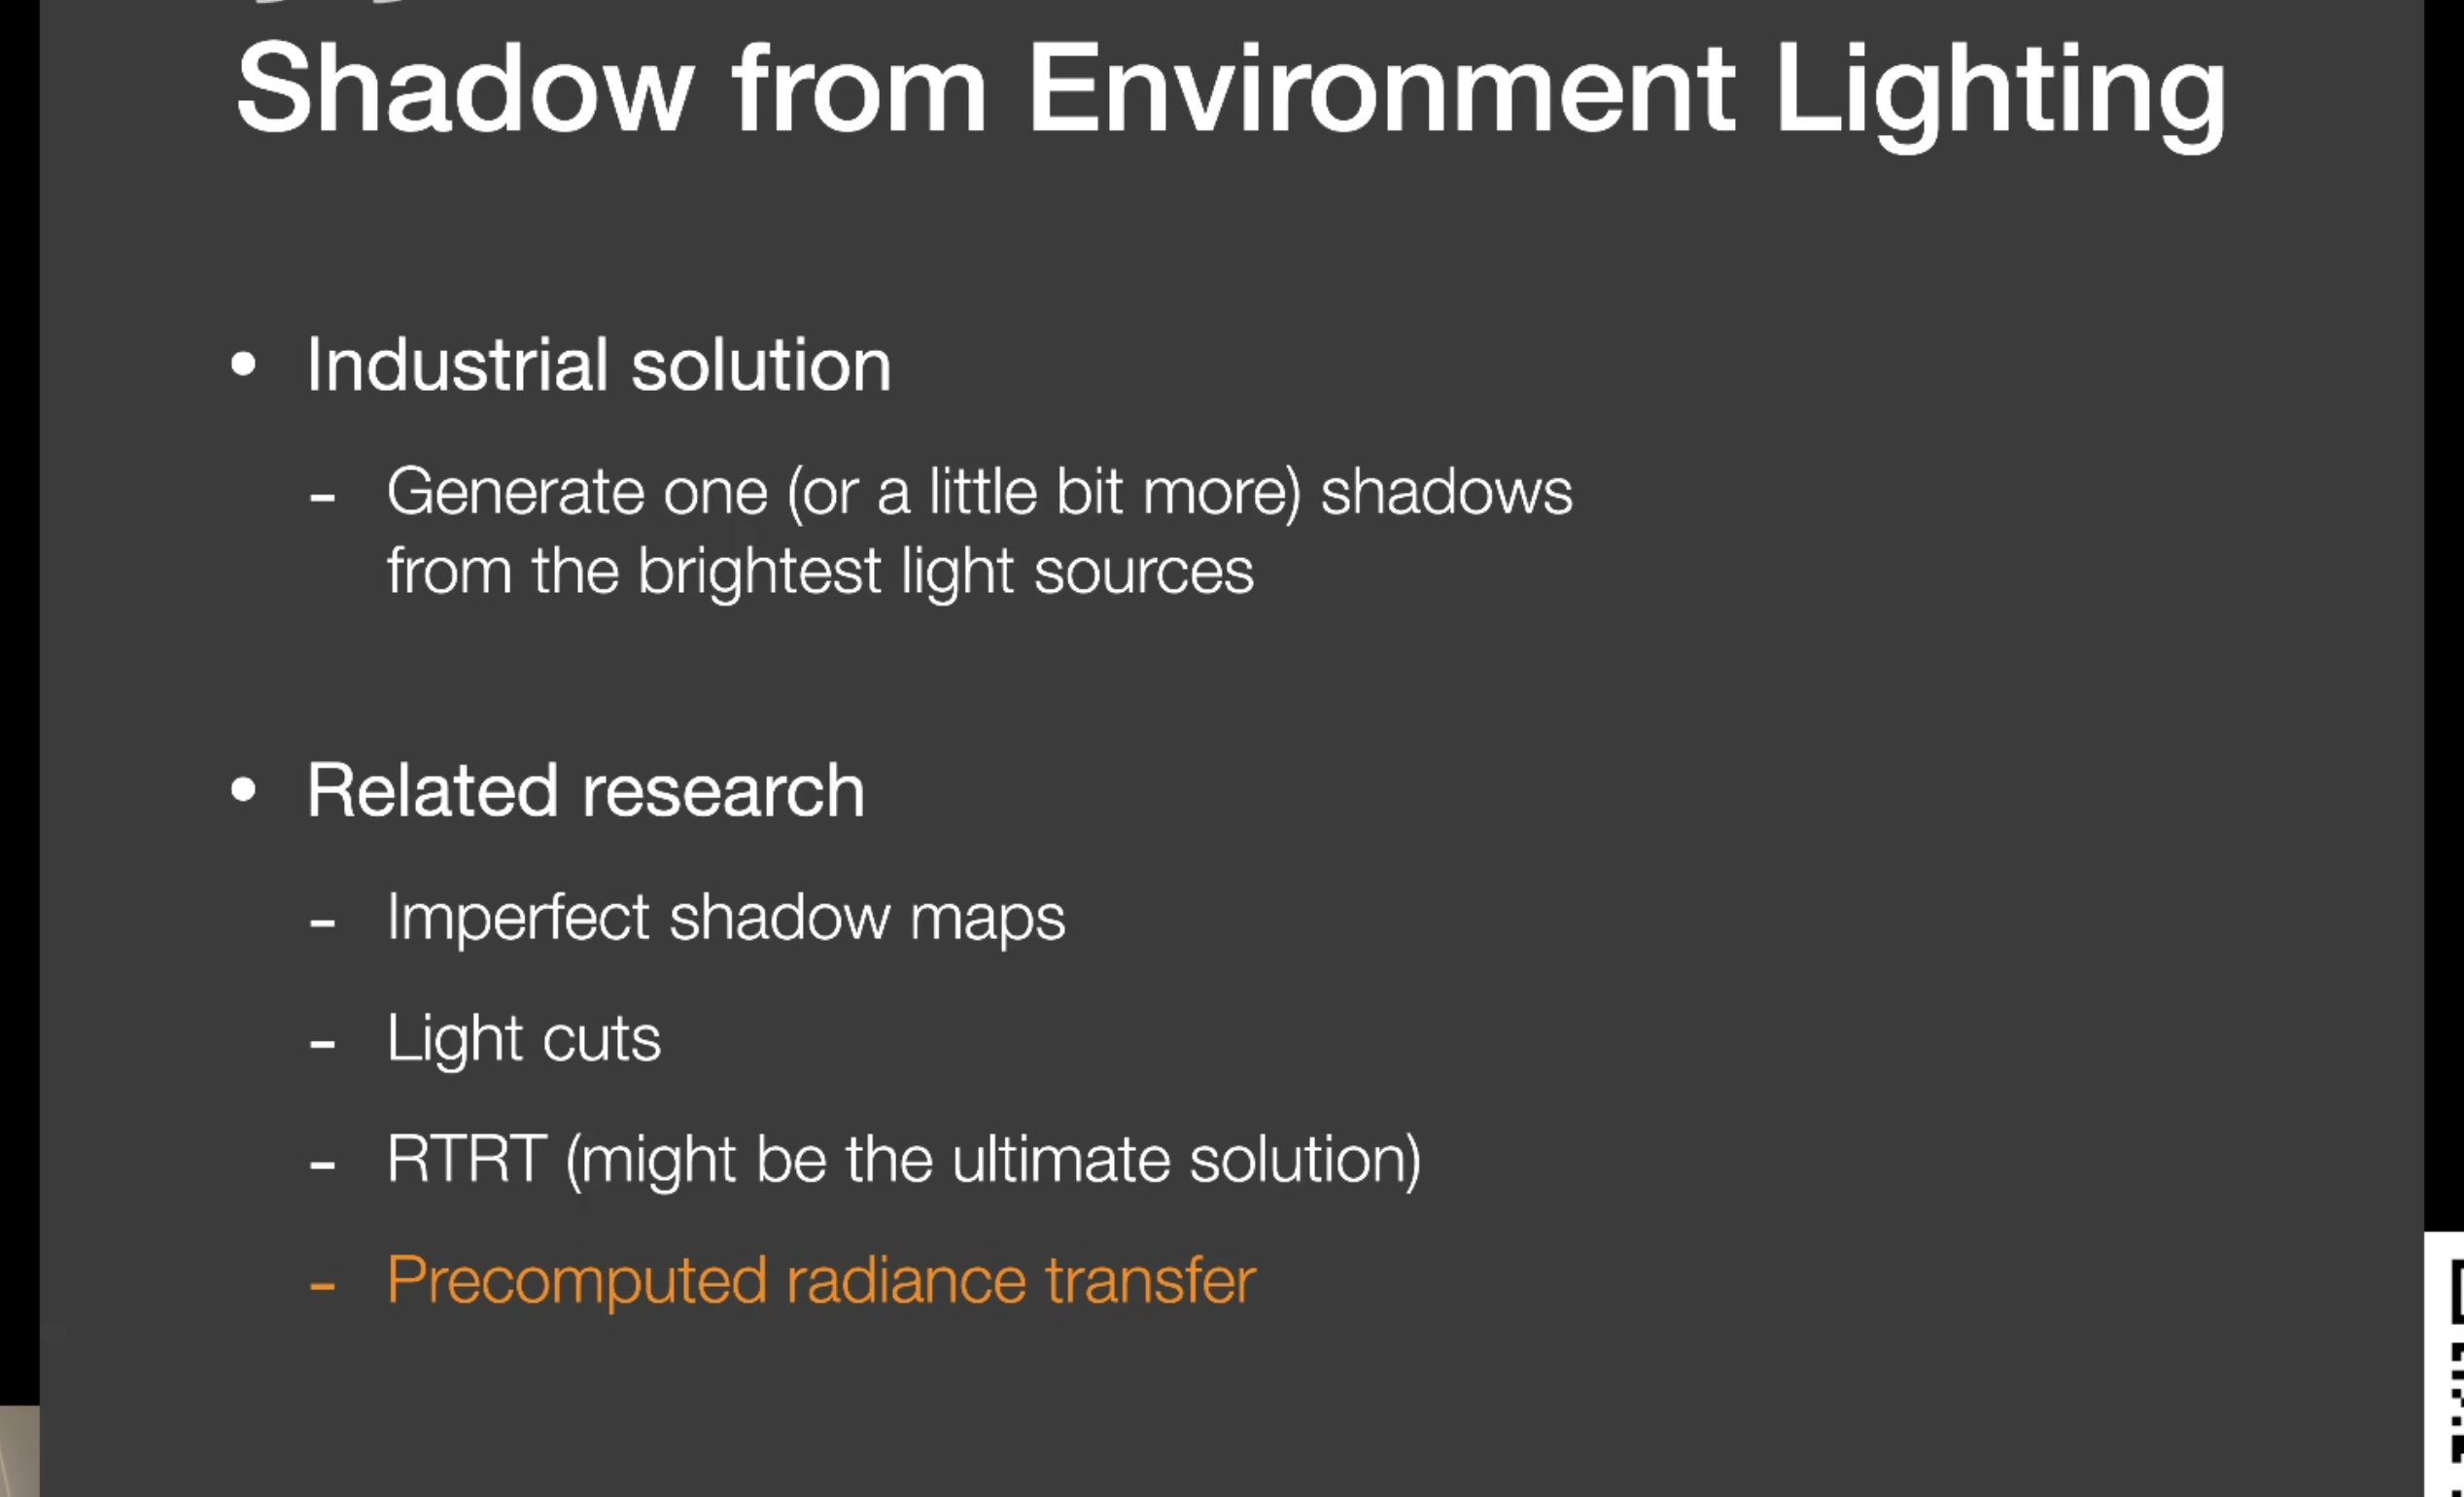 Shadow from Environment Lighting
• Industrial solution
- Generate one (or a little bit more) shadows
from the brightest light sources
• Related research
- Imperfect shadow maps
- Light cuts
- RTRT (might be the ultimate solution)
- Precomputed radiance transfer